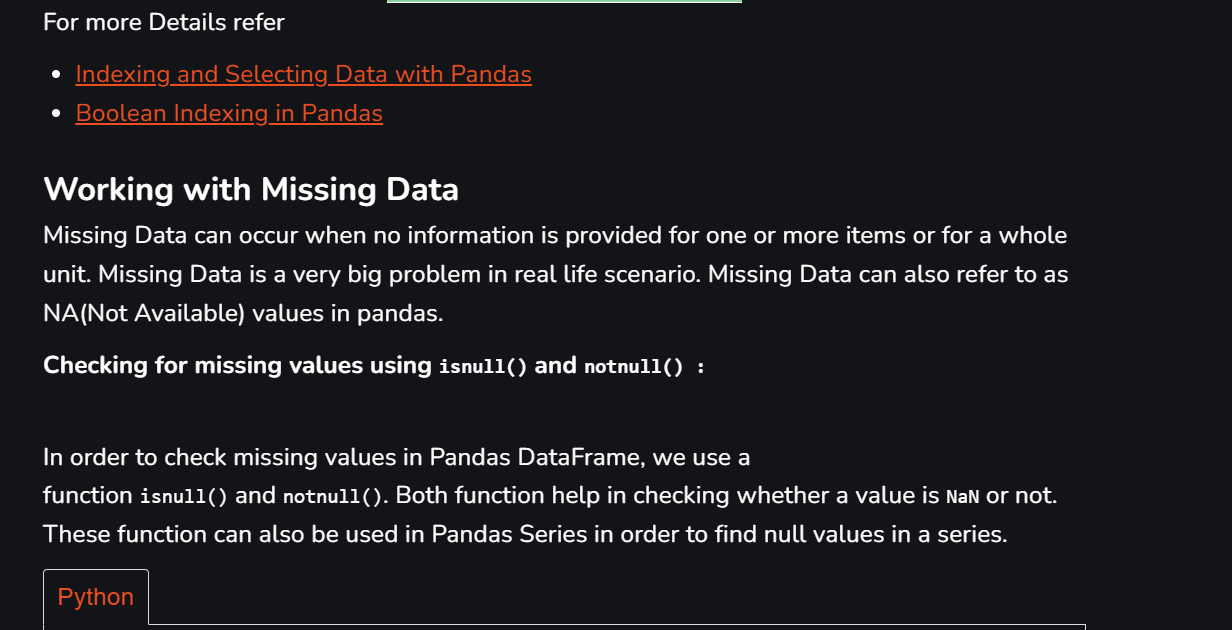 For more Details refer
Indexing and Selecting Data with Pandas
Boolean Indexing in Pandas
Working with Missing Data
Missing Data can occur when no information is provided for one or more items or for a whole
unit. Missing Data is a very big problem in real life scenario. Missing Data can also refer to as
NA(Not Available) values in pandas.
Checking for missing values using isnull() and notnull() :
In order to check missing values in Pandas DataFrame, we use a
function isnull() and notnull(). Both function help in checking whether a value is NaN or not.
These function can also be used in Pandas Series in order to find null values in a series.
Python